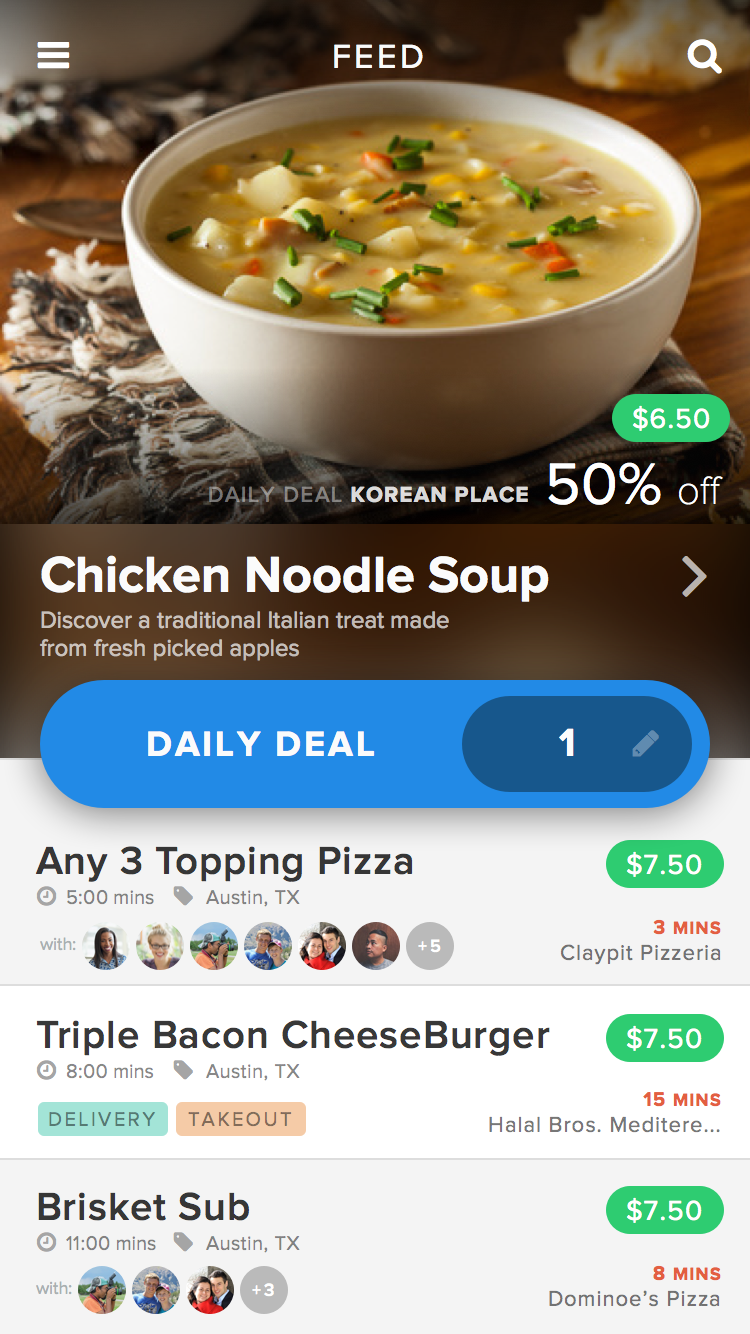 FEED
$6.50
DAILY DEAL KOREAN PLACE 50% off
Chicken Noodle Soup
Discover a traditional Italian treat made
from fresh picked apples
DAILY DEAL 1
Any 3 Topping Pizza $7.50
5:00 mins Austin, TX
3 MINS
with: +5
Claypit Pizzeria
Triple Bacon CheeseBurger $7.50
8:00 mins Austin, TX
15 MINS
DELIVERY TAKEOUT
Halal Bros. Meditere...
Brisket Sub $7.50
11:00 mins Austin, TX
8 MINS
with: +3
Dominoe's Pizza